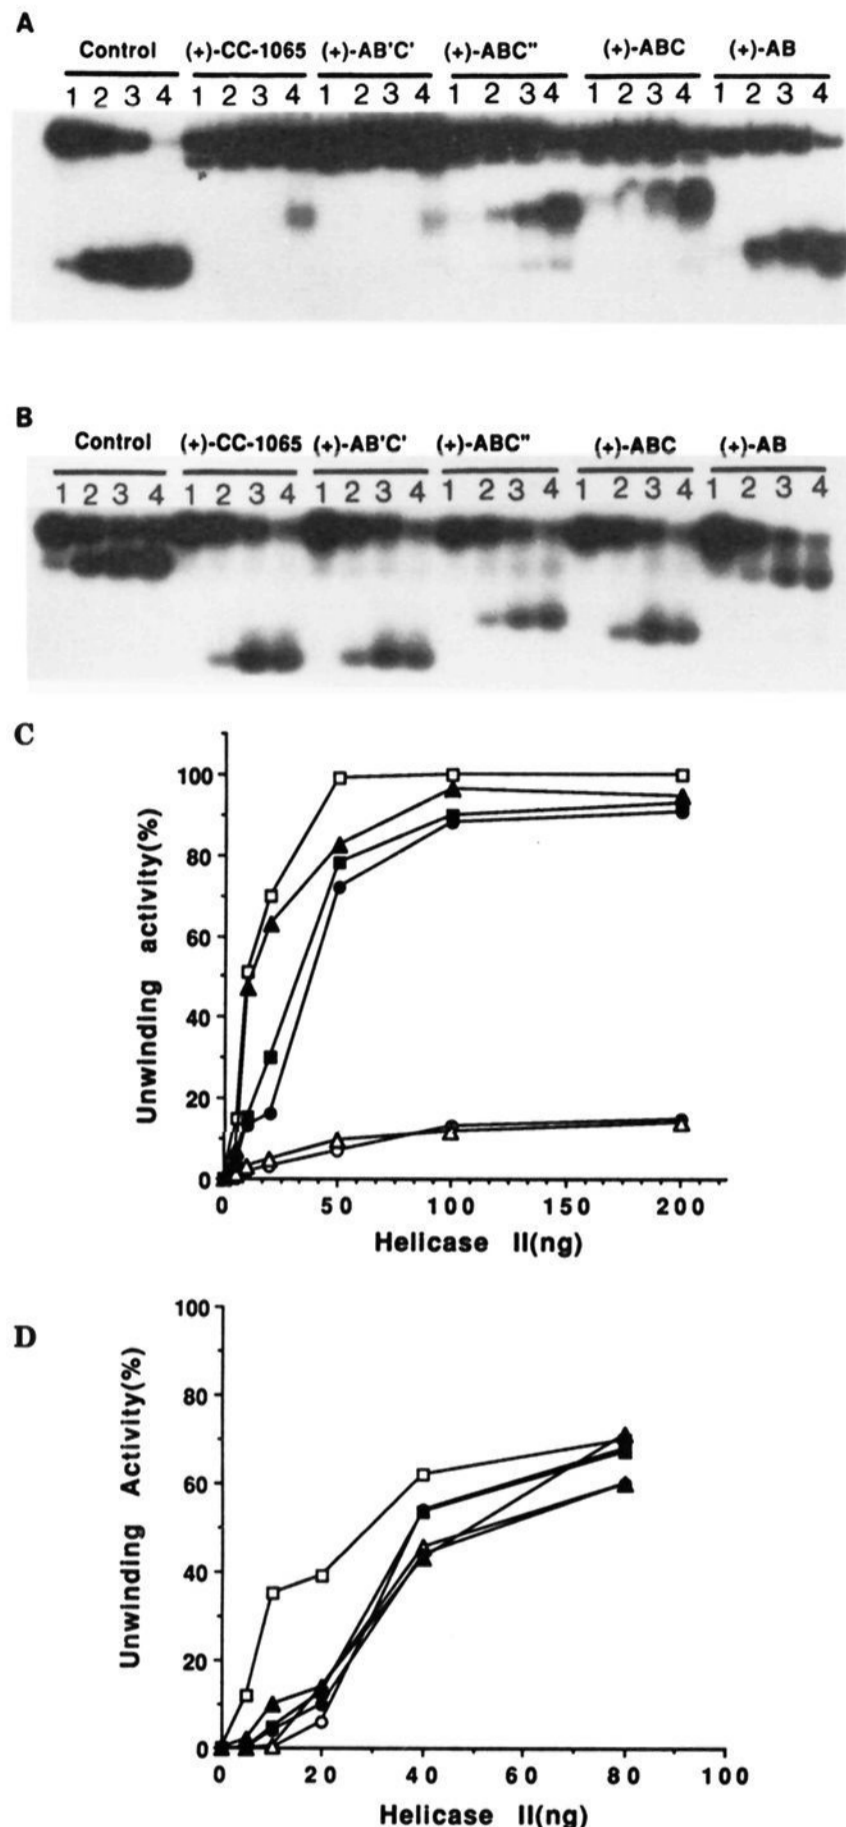 A
Control (+)-CC-1065 (+)-AB'C' (+)-ABC" (+)-ABC (+)-AB
1 2 3 4 1 2 3 4 1 2 3 4 1 2 3 4 1 2 3 4 1 2 3 4
B
Control (+)-CC-1065 (+)-AB'C' (+)-ABC" (+)-ABC (+)-AB
1 2 3 4 1 2 3 4 1 2 3 4 1 2 3 4 1 2 3 4 1 2 3 4
C
Unwinding activity(%)
100
80
60
40
20
0
0 50 100 150 200
Helicase II(ng)
D
Unwinding Activity(%)
100
80
60
40
20
0
0 20 40 60 80 100
Helicase II(ng)